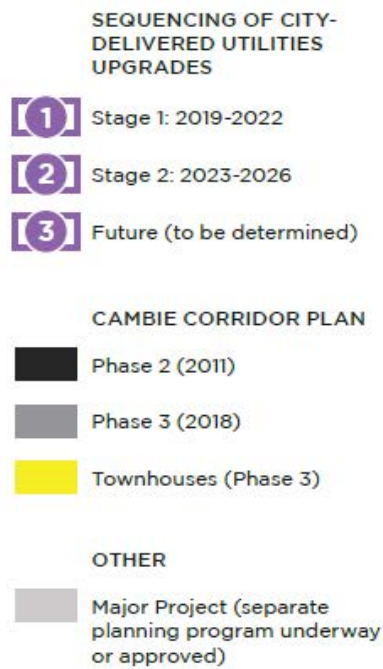 SEQUENCING OF CITY-
DELIVERED UTILITIES
UPGRADES
1 Stage 1: 2019-2022
2 Stage 2: 2023-2026
3 Future (to be determined)
CAMBIE CORRIDOR PLAN
Phase 2 (2011)
Phase 3 (2018)
Townhouses (Phase 3)
OTHER
Major Project (separate
planning program underway
or approved)